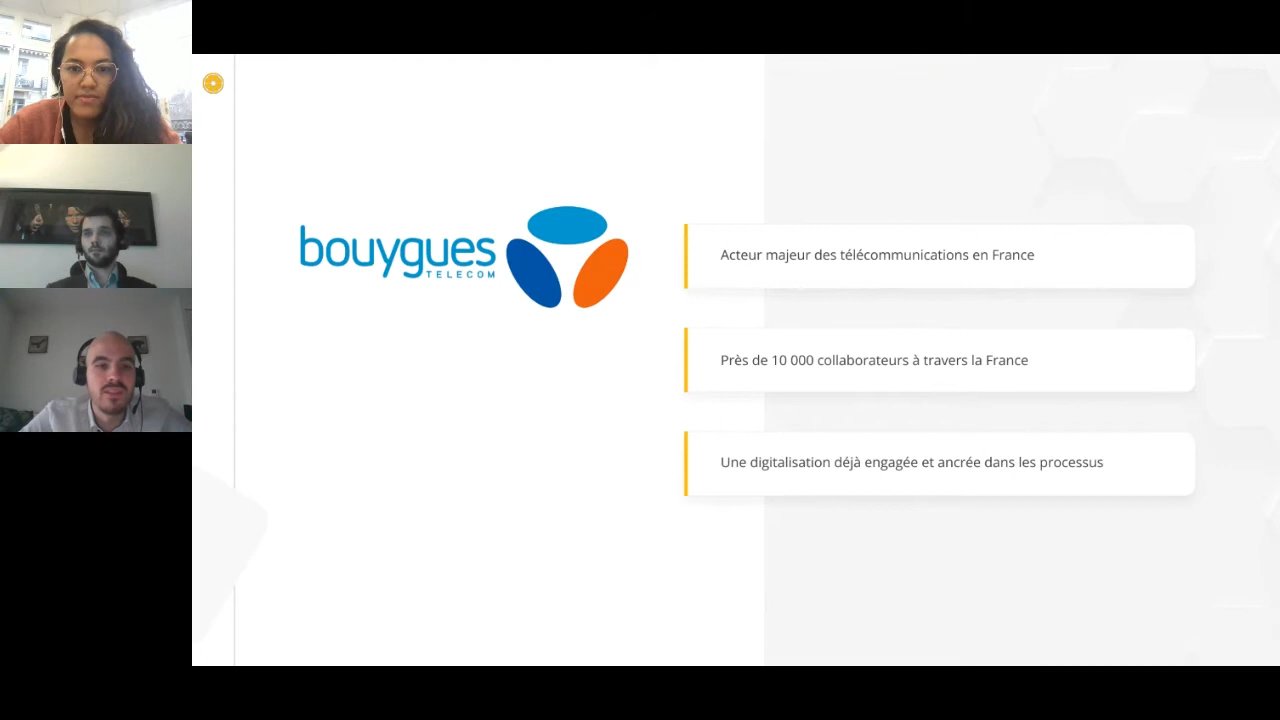 bouygues
TELECOM
Acteur majeur des télécommunications en France
Près de 10 000 collaborateurs à travers la France
Une digitalisation déjà engagée et ancrée dans les processus